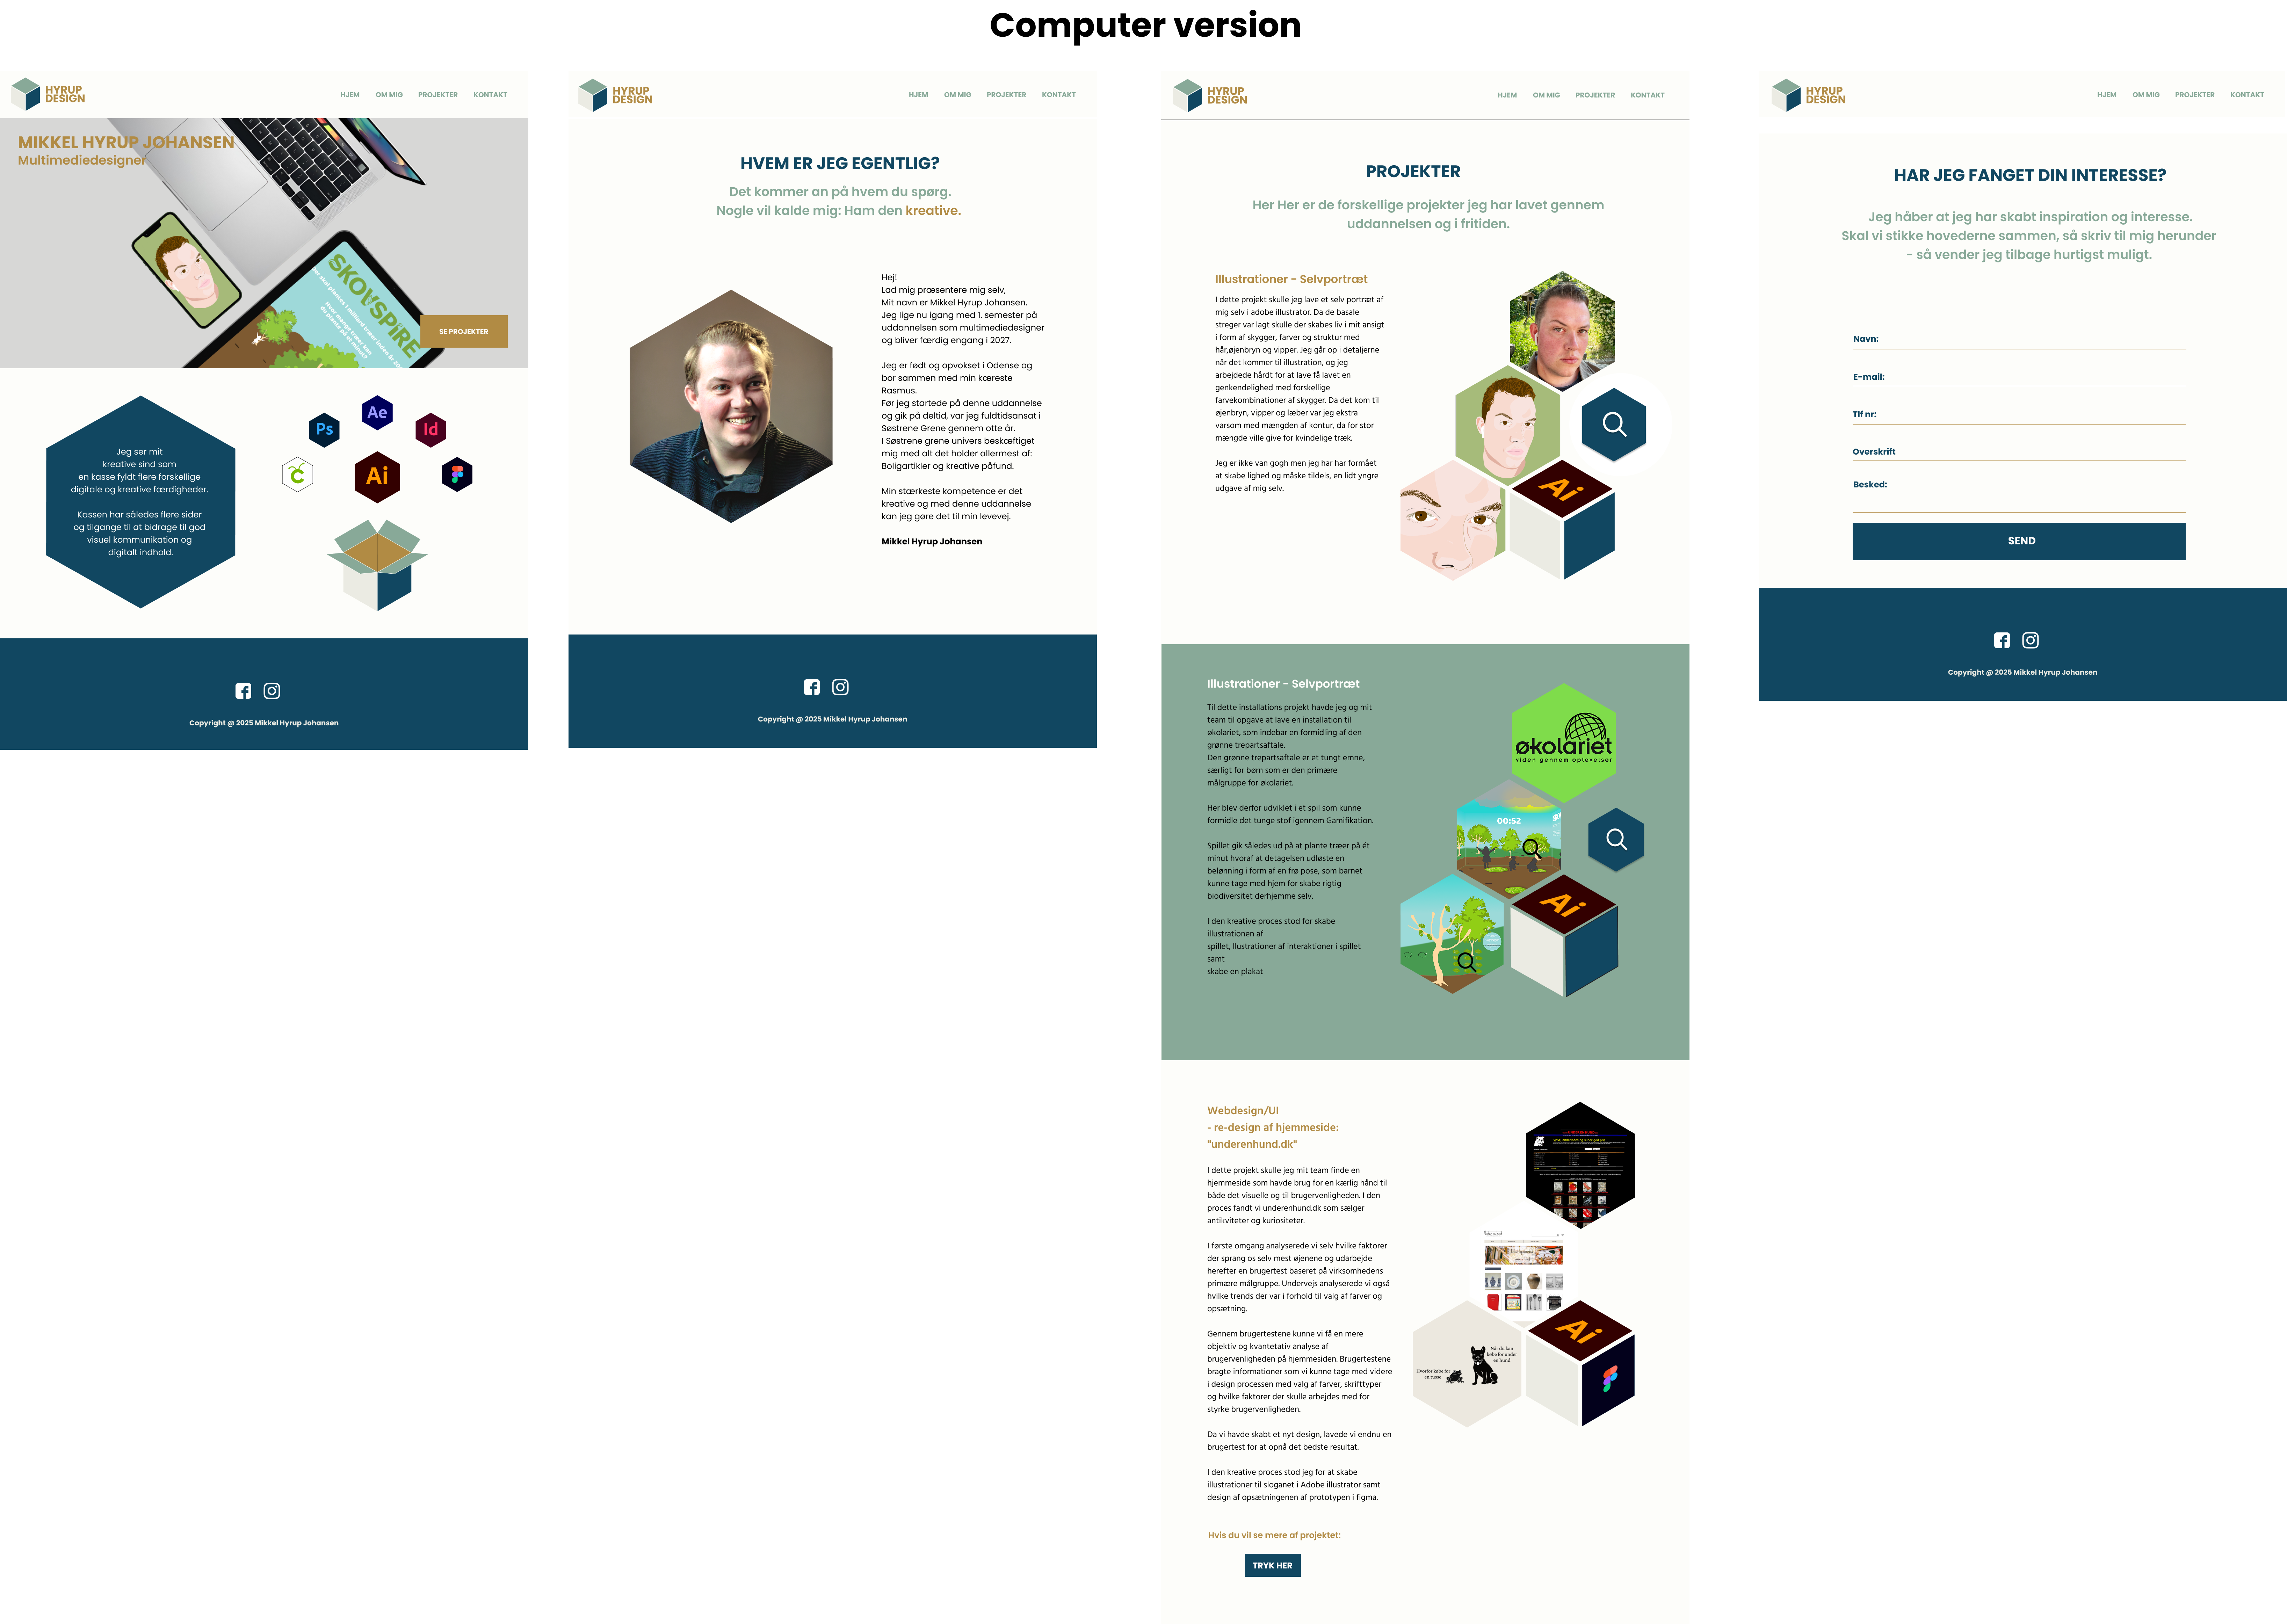 Computer version
HYRUP
DESIGN
HJEM OM MIG PROJEKTER KONTAKT
MIKKEL HYRUP JOHANSEN
Multimediedesigner
SKOVSPIRE
SE PROJEKTER
Jeg ser mit
kreative sind som
en kasse fyldt flere forskellige
digitale og kreative færdigheder.
Kassen har således flere sider
og tilgange til at bidrage til god
visuel kommunikation og
digitalt indhold.
Ae
Ps
Id
Ai
Copyright @ 2025 Mikkel Hyrup Johansen
HYRUP
DESIGN
HJEM OM MIG PROJEKTER KONTAKT
HVEM ER JEG EGENTLIG?
Det kommer an på hvem du spørg.
Nogle vil kalde mig: Ham den kreative.
Hej!
Lad mig præsentere mig selv,
Mit navn er Mikkel Hyrup Johansen.
Jeg lige nu igang med 1. semester på
uddannelsen som multimediedesigner
og bliver færdig engang i 2027.
Jeg er født og opvokset i Odense og
bor sammen med min kæreste
Rasmus.
Før jeg startede på denne uddannelse
og gik på deltid, var jeg fuldtidsansat i
Søstrene Grene gennem otte år.
I Søstrene grene univers beskæftiget
mig med alt det holder allermest af:
Boligartikler og kreative påfund.
Min stærkeste kompetence er det
kreative og med denne uddannelse
kan jeg gøre det til min levevej.
Mikkel Hyrup Johansen
Copyright @ 2025 Mikkel Hyrup Johansen
HYRUP
DESIGN
HJEM OM MIG PROJEKTER KONTAKT
PROJEKTER
Her Her er de forskellige projekter jeg har lavet gennem
uddannelsen og i fritiden.
Illustrationer - Selvportræt
I dette projekt skulle jeg lave et selv portræt af
mig selv i adobe illustrator. Da de basale
streger var lagt skulle der skabes liv i mit ansigt
i form af skygger, farver og struktur med
hår,øjenbryn og vipper. Jeg går op i detaljerne
når det kommer til illustration, og jeg
arbejdede hårdt for at lave få lavet en
genkendelighed med forskellige
farvekombinationer af skygger. Da det kom til
øjenbryn, vipper og læber var jeg ekstra
varsom med mængden af kontur, da for stor
mængde ville give for kvindelige træk.
Jeg er ikke van gogh men jeg har har formået
at skabe lighed og måske tildels, en lidt yngre
udgave af mig selv.
Ai
Illustrationer - Selvportræt
Til dette installations projekt havde jeg og mit
team til opgave at lave en installation til
økolariet, som indebar en formidling af den
grønne trepartsaftale.
Den grønne trepartsaftale er et tungt emne,
særligt for børn som er den primære
målgruppe for økolariet.
Her blev derfor udviklet i et spil som kunne
formidle det tunge stof igennem Gamifikation.
Spillet gik således ud på at plante træer på ét
minut hvoraf at detagelsen udløste en
belønning i form af en frø pose, som barnet
kunne tage med hjem for skabe rigtig
biodiversitet derhjemme selv.
I den kreative proces stod for skabe
illustrationen af
spillet, llustrationer af interaktioner i spillet
samt
skabe en plakat
økolariet
viden gennem oplevelser
00:52
Ai
Webdesign/UI
- re-design af hjemmeside:
"underenhund.dk"
I dette projekt skulle jeg mit team finde en
hjemmeside som havde brug for en kærlig hånd til
både det visuelle og til brugervenligheden. I den
proces fandt vi underenhund.dk som sælger
antikviteter og kuriositeter.
I første omgang analyserede vi selv hvilke faktorer
der sprang os selv mest øjenene og udarbejde
herefter en brugertest baseret på virksomhedens
primære målgruppe. Undervejs analyserede vi også
hvilke trends der var i forhold til valg af farver og
opsætning.
Gennem brugertestene kunne vi få en mere
objektiv og kvantetativ analyse af
brugervenligheden på hjemmesiden. Brugertestene
bragte informationer som vi kunne tage med videre
i design processen med valg af farver, skrifttyper
og hvilke faktorer der skulle arbejdes med for
styrke brugervenligheden.
Da vi havde skabt et nyt design, lavede vi endnu en
brugertest for at opnå det bedste resultat.
I den kreative proces stod jeg for at skabe
illustrationer til sloganet i Adobe illustrator samt
design af opsætningenen af prototypen i figma.
Hvorfor købe for
en tusse
Når du kan
købe for under
en hund
Ai
Hvis du vil se mere af projektet:
TRYK HER
HYRUP
DESIGN
HJEM OM MIG PROJEKTER KONTAKT
HAR JEG FANGET DIN INTERESSE?
Jeg håber at jeg har skabt inspiration og interesse.
Skal vi stikke hovederne sammen, så skriv til mig herunder
- så vender jeg tilbage hurtigst muligt.
Navn:
E-mail:
Tlf nr:
Overskrift
Besked:
SEND
Copyright @ 2025 Mikkel Hyrup Johansen